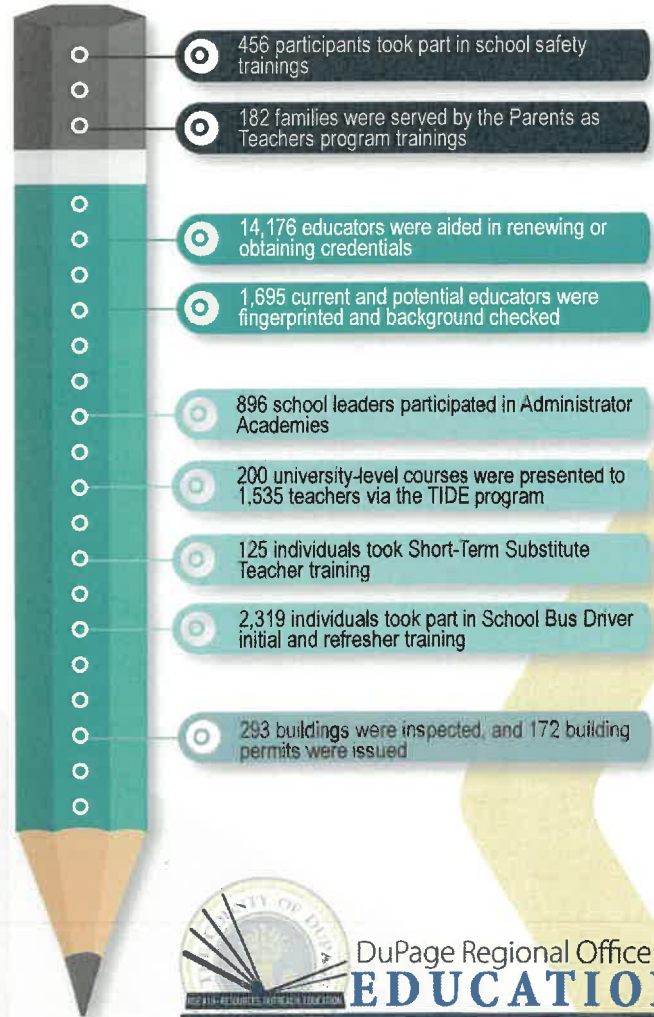 456 participants took part in school safety
trainings
182 families were served by the Parents as
Teachers program trainings
14,176 educators were aided in renewing or
obtaining credentials
1,695 current and potential educators were
fingerprinted and background checked
896 school leaders participated in Administrator
Academies
200 university-level courses were presented to
1,535 teachers via the TIDE program
125 individuals took Short-Term Substitute
Teacher training
2,319 individuals took part in School Bus Driver
initial and refresher training
293 buildings were inspected, and 172 building
permits were issued
DuPage Regional Office
EDUCATIO